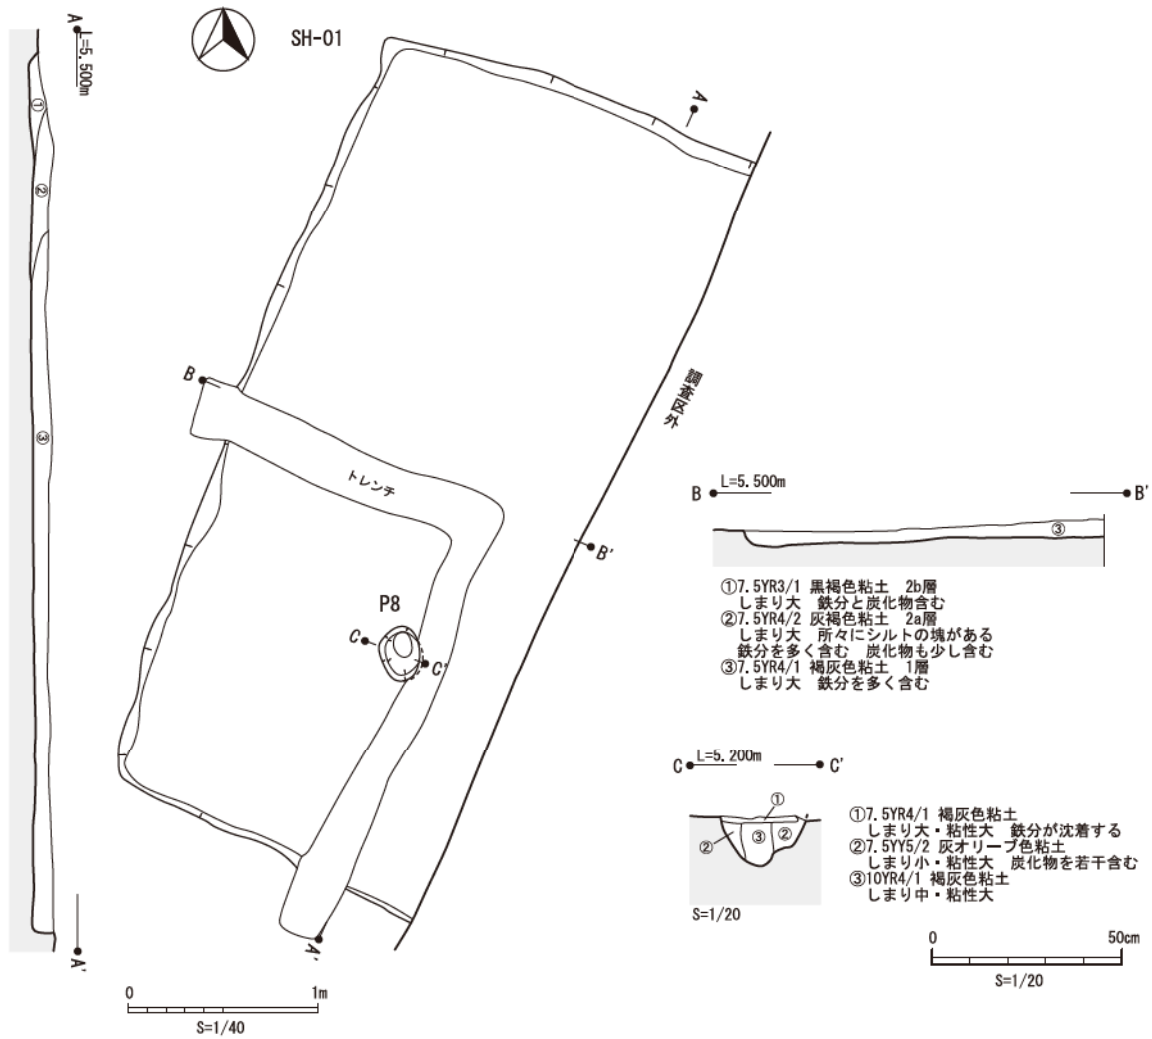 A
L=5.500m
①
②
③
A'
SH-01
A
B
トレンチ
調査区外
B'
P8
C
C'
A'
0 1m
S=1/40
B L=5.500m B'
③
①7.5YR3/1 黒褐色粘土 2b層
しまり大 鉄分と炭化物含む
②7.5YR4/2 灰褐色粘土 2a層
しまり大 所々にシルトの塊がある
鉄分を多く含む 炭化物も少し含む
③7.5YR4/1 褐灰色粘土 1層
しまり大 鉄分を多く含む
C L=5.200m C'
①
② ③ ②
S=1/20
①7.5YR4/1 褐灰色粘土
しまり大・粘性大 鉄分が沈着する
②7.5YY5/2 灰オリーブ色粘土
しまり小・粘性大 炭化物を若干含む
③10YR4/1 褐灰色粘土
しまり中・粘性大
0 50cm
S=1/20